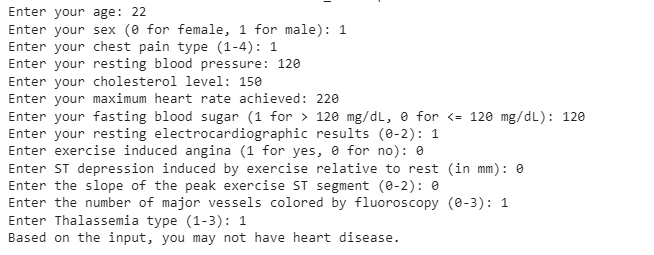 Enter your age: 22
Enter your sex (0 for female, 1 for male): 1
Enter your chest pain type (1-4): 1
Enter your resting blood pressure: 120
Enter your cholesterol level: 150
Enter your maximum heart rate achieved: 220
Enter your fasting blood sugar (1 for > 120 mg/dL, 0 for <= 120 mg/dL): 120
Enter your resting electrocardiographic results (0-2): 1
Enter exercise induced angina (1 for yes, 0 for no): 0
Enter ST depression induced by exercise relative to rest (in mm): 0
Enter the slope of the peak exercise ST segment (0-2): 0
Enter the number of major vessels colored by fluoroscopy (0-3): 1
Enter Thalassemia type (1-3): 1
Based on the input, you may not have heart disease.